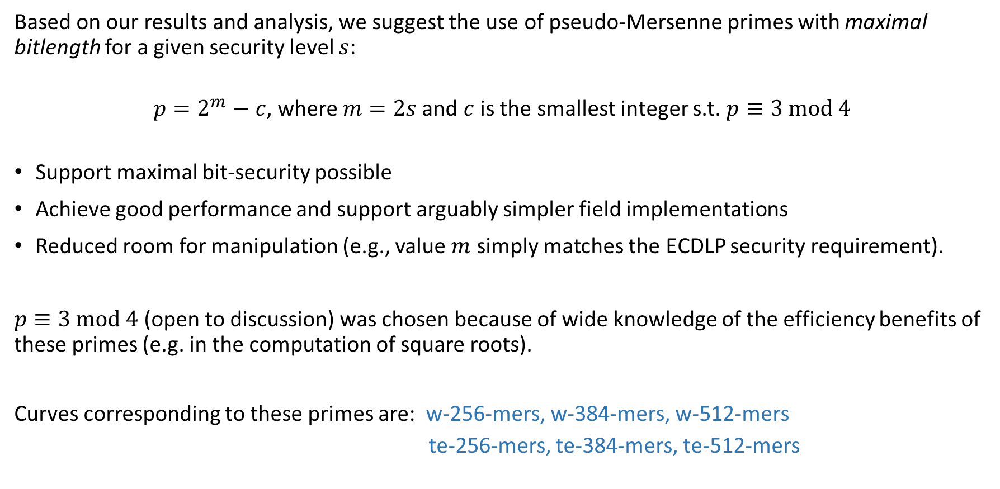 Based on our results and analysis, we suggest the use of pseudo-Mersenne primes with maximal
bitlength for a given security level s:
p = 2^m − c, where m = 2s and c is the smallest integer s.t. p ≡ 3 mod 4
• Support maximal bit-security possible
• Achieve good performance and support arguably simpler field implementations
• Reduced room for manipulation (e.g., value m simply matches the ECDLP security requirement).
p ≡ 3 mod 4 (open to discussion) was chosen because of wide knowledge of the efficiency benefits of
these primes (e.g. in the computation of square roots).
Curves corresponding to these primes are: w-256-mers, w-384-mers, w-512-mers
te-256-mers, te-384-mers, te-512-mers